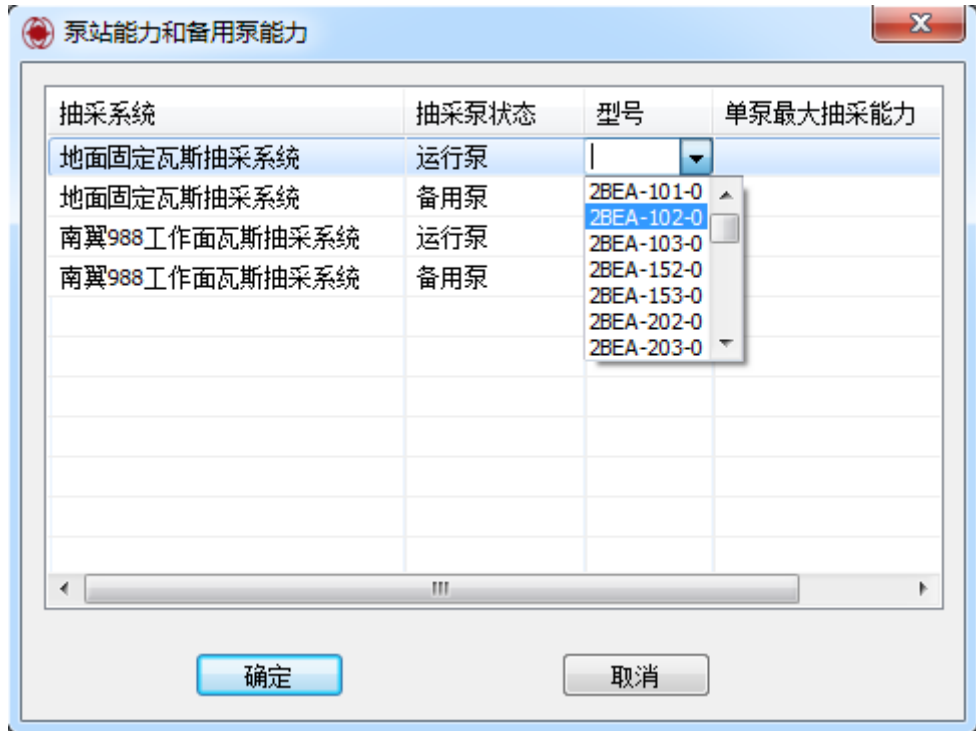 泵站能力和备用泵能力
抽采系统 抽采泵状态 型号 单泵最大抽采能力
地面固定瓦斯抽采系统 运行泵
地面固定瓦斯抽采系统 备用泵
南翼988工作面瓦斯抽采系统 运行泵
南翼988工作面瓦斯抽采系统 备用泵
2BEA-101-0
2BEA-102-0
2BEA-103-0
2BEA-152-0
2BEA-153-0
2BEA-202-0
2BEA-203-0
确定 取消